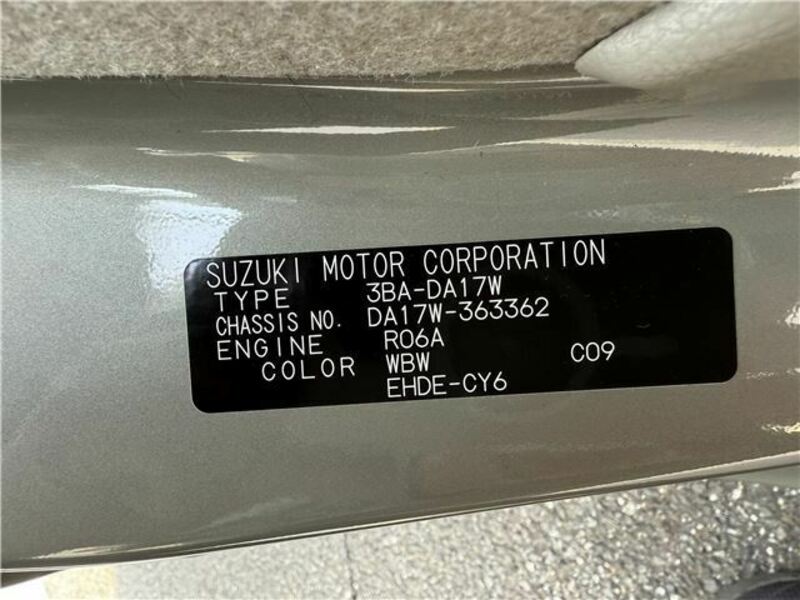 SUZUKI MOTOR CORPORATION
TYPE 3BA-DA17W
CHASSIS NO. DA17W-363362
ENGINE R06A
COLOR WBW C09
EHDE-CY6